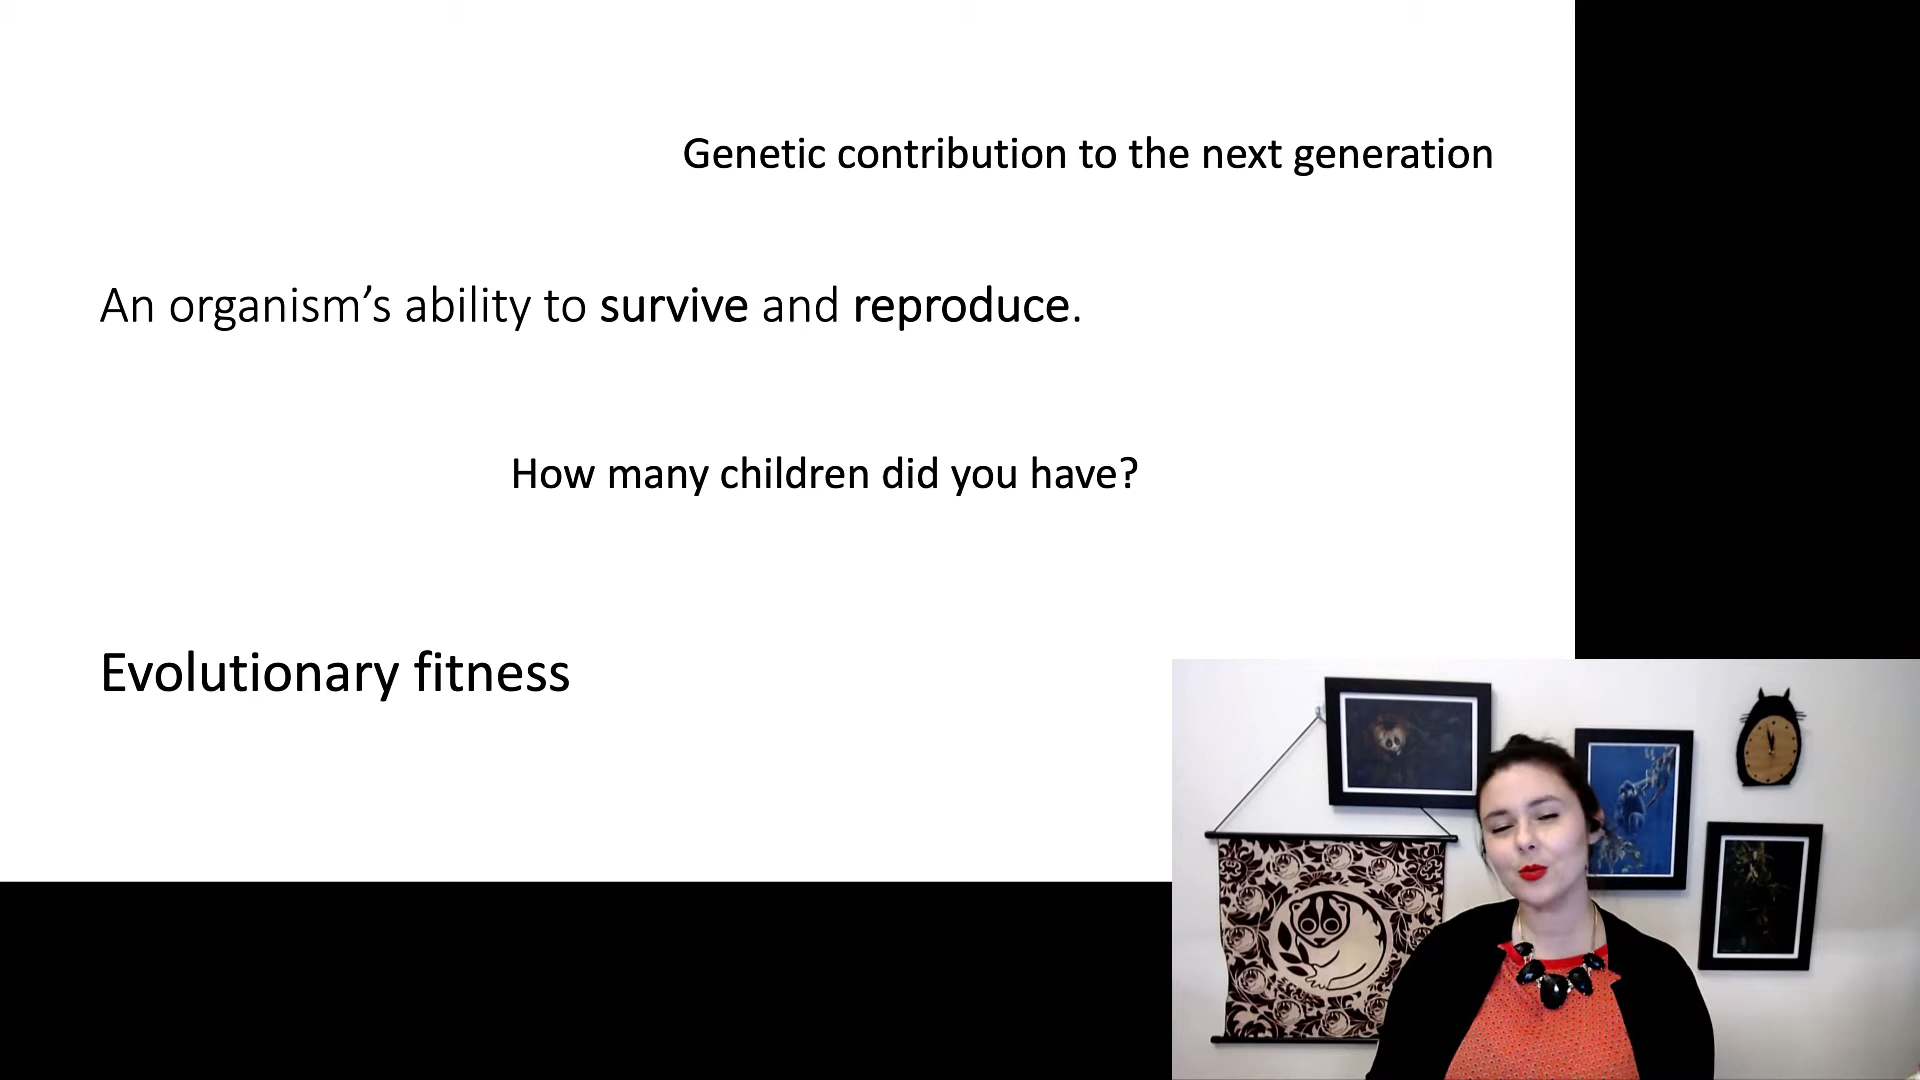 Genetic contribution to the next generation
An organism’s ability to survive and reproduce.
How many children did you have?
Evolutionary fitness